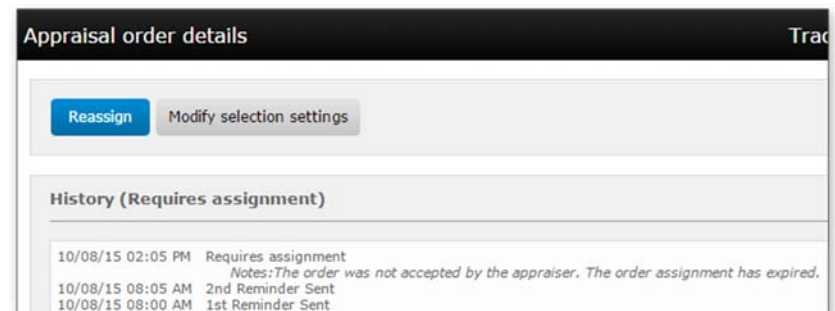 Appraisal order details Trac
Reassign Modify selection settings
History (Requires assignment)
10/08/15 02:05 PM Requires assignment
Notes:The order was not accepted by the appraiser. The order assignment has expired.
10/08/15 08:05 AM 2nd Reminder Sent
10/08/15 08:00 AM 1st Reminder Sent